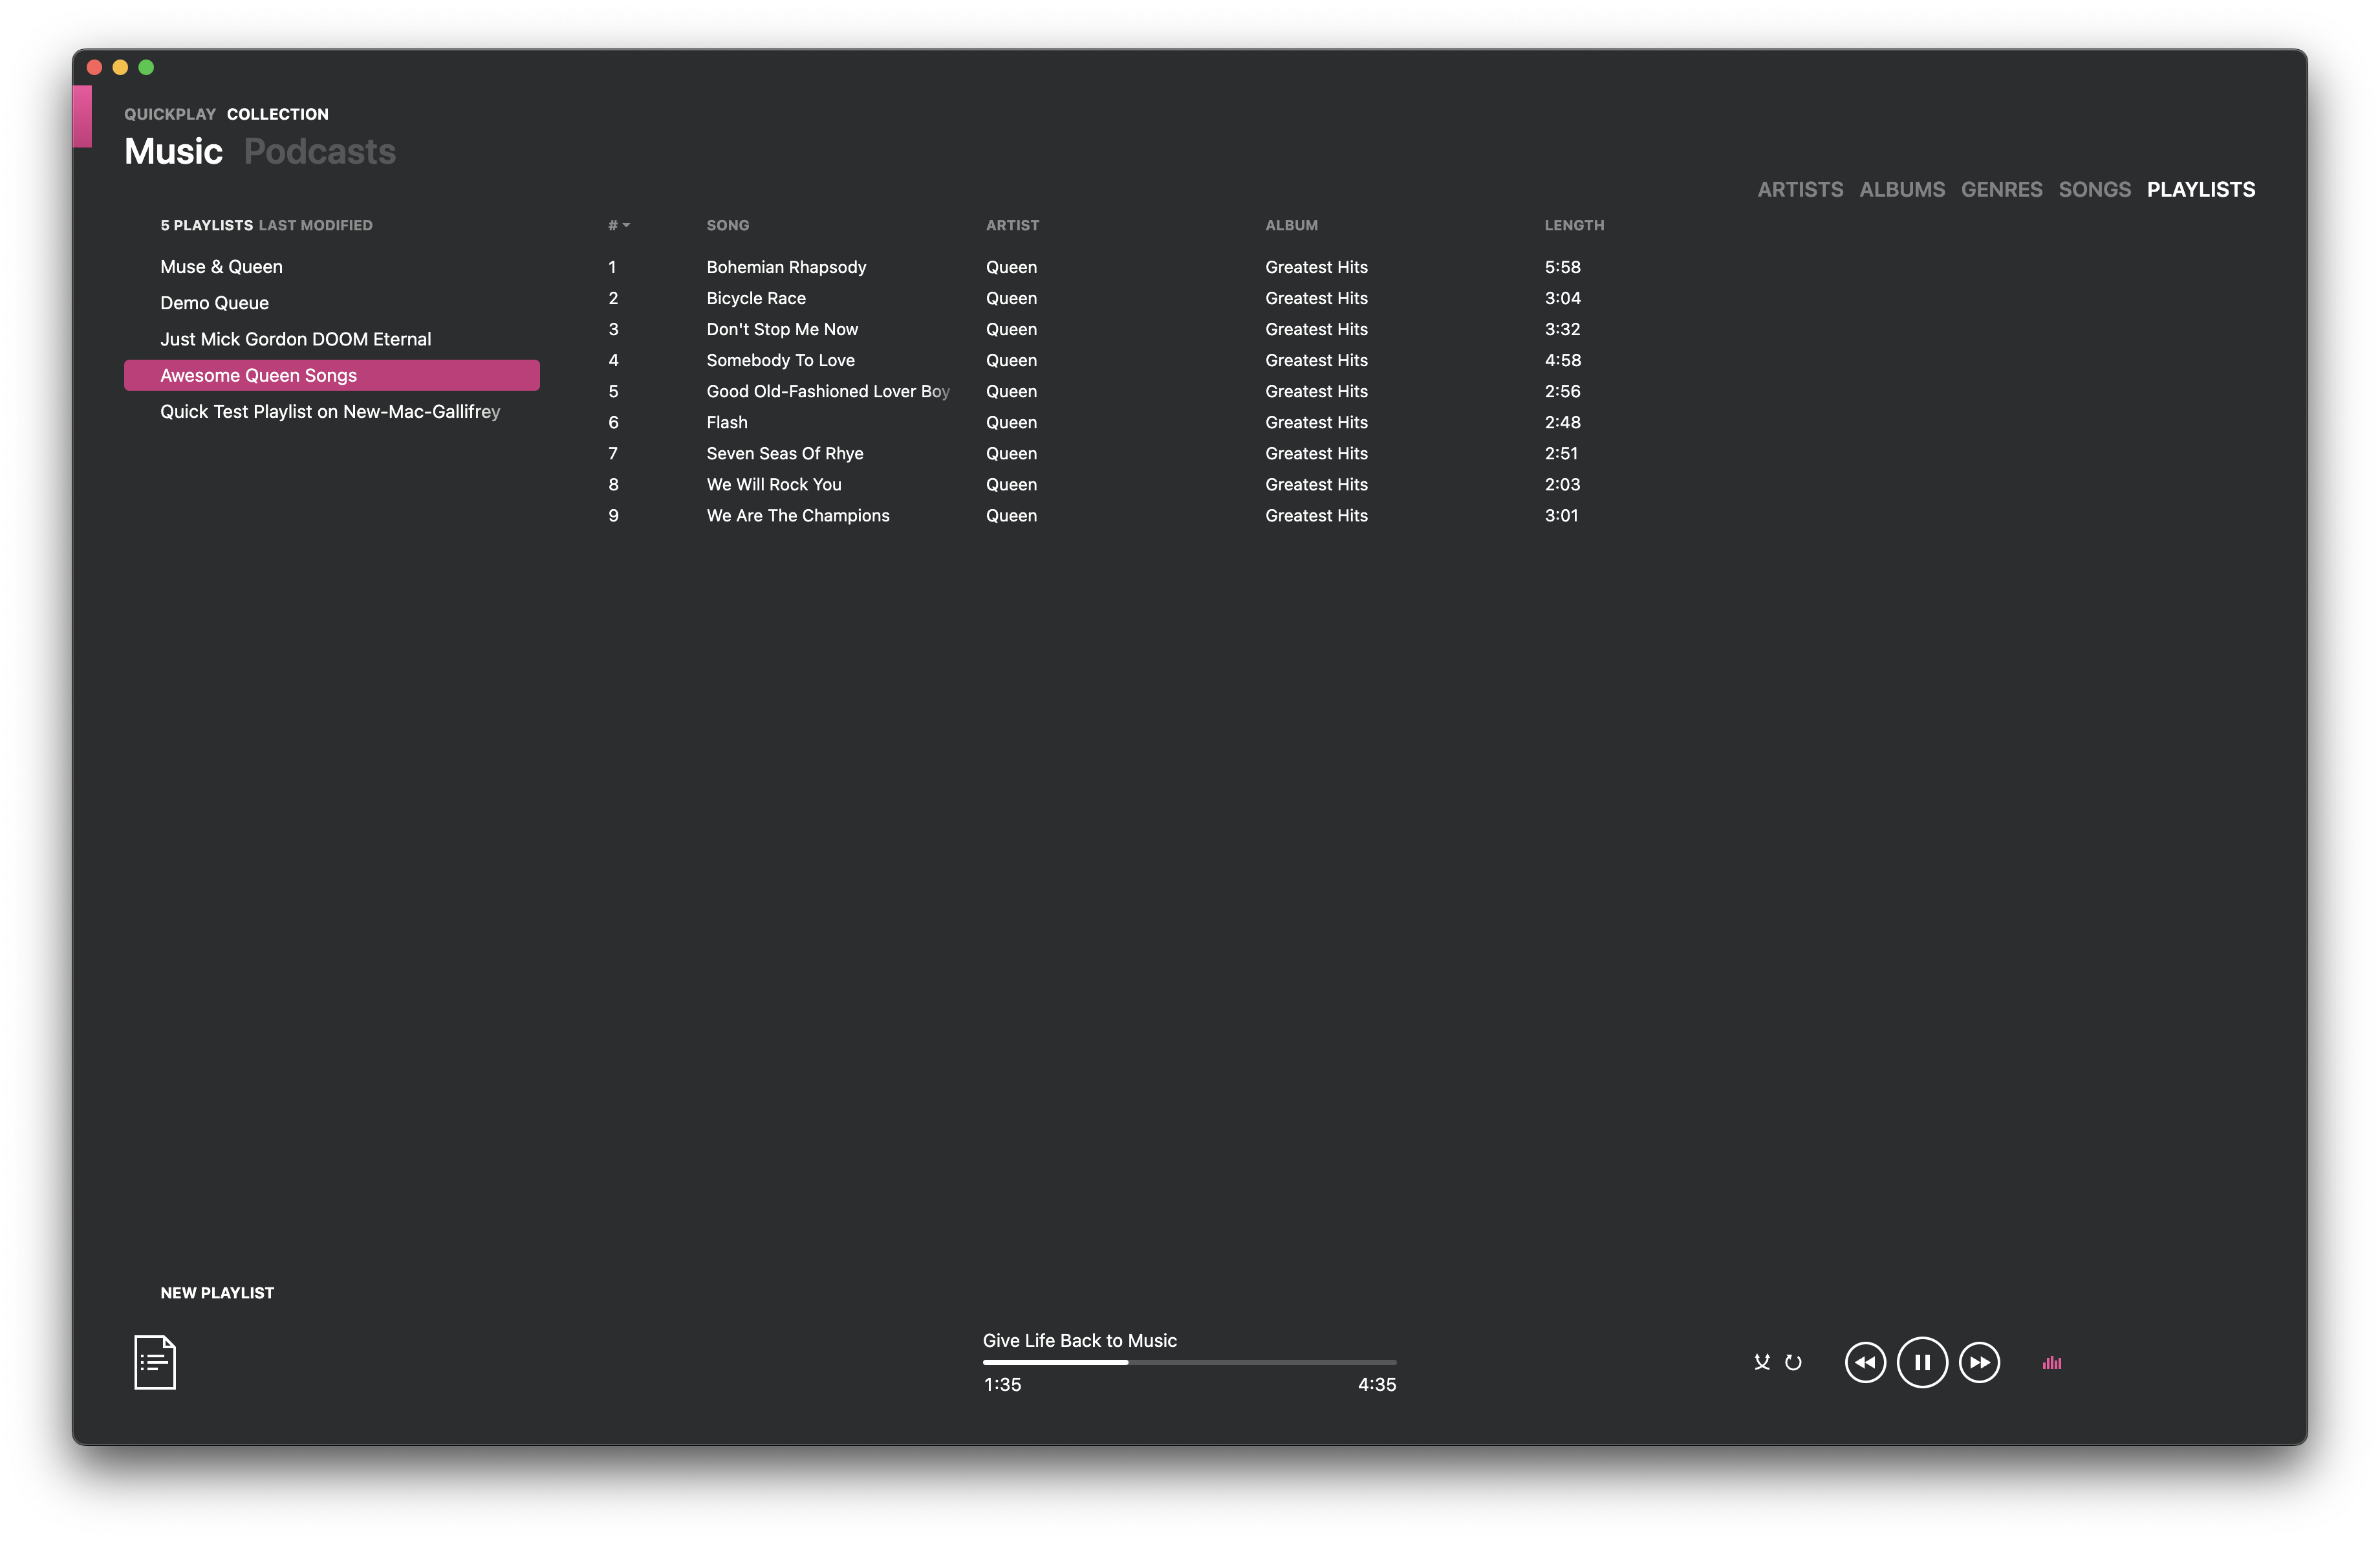 QUICKPLAY COLLECTION
Music Podcasts
ARTISTS ALBUMS GENRES SONGS PLAYLISTS
5 PLAYLISTS LAST MODIFIED
Muse & Queen
Demo Queue
Just Mick Gordon DOOM Eternal
Awesome Queen Songs
Quick Test Playlist on New-Mac-Gallifrey
# SONG ARTIST ALBUM LENGTH
1 Bohemian Rhapsody Queen Greatest Hits 5:58
2 Bicycle Race Queen Greatest Hits 3:04
3 Don't Stop Me Now Queen Greatest Hits 3:32
4 Somebody To Love Queen Greatest Hits 4:58
5 Good Old-Fashioned Lover Boy Queen Greatest Hits 2:56
6 Flash Queen Greatest Hits 2:48
7 Seven Seas Of Rhye Queen Greatest Hits 2:51
8 We Will Rock You Queen Greatest Hits 2:03
9 We Are The Champions Queen Greatest Hits 3:01
NEW PLAYLIST
Give Life Back to Music
1:35 4:35